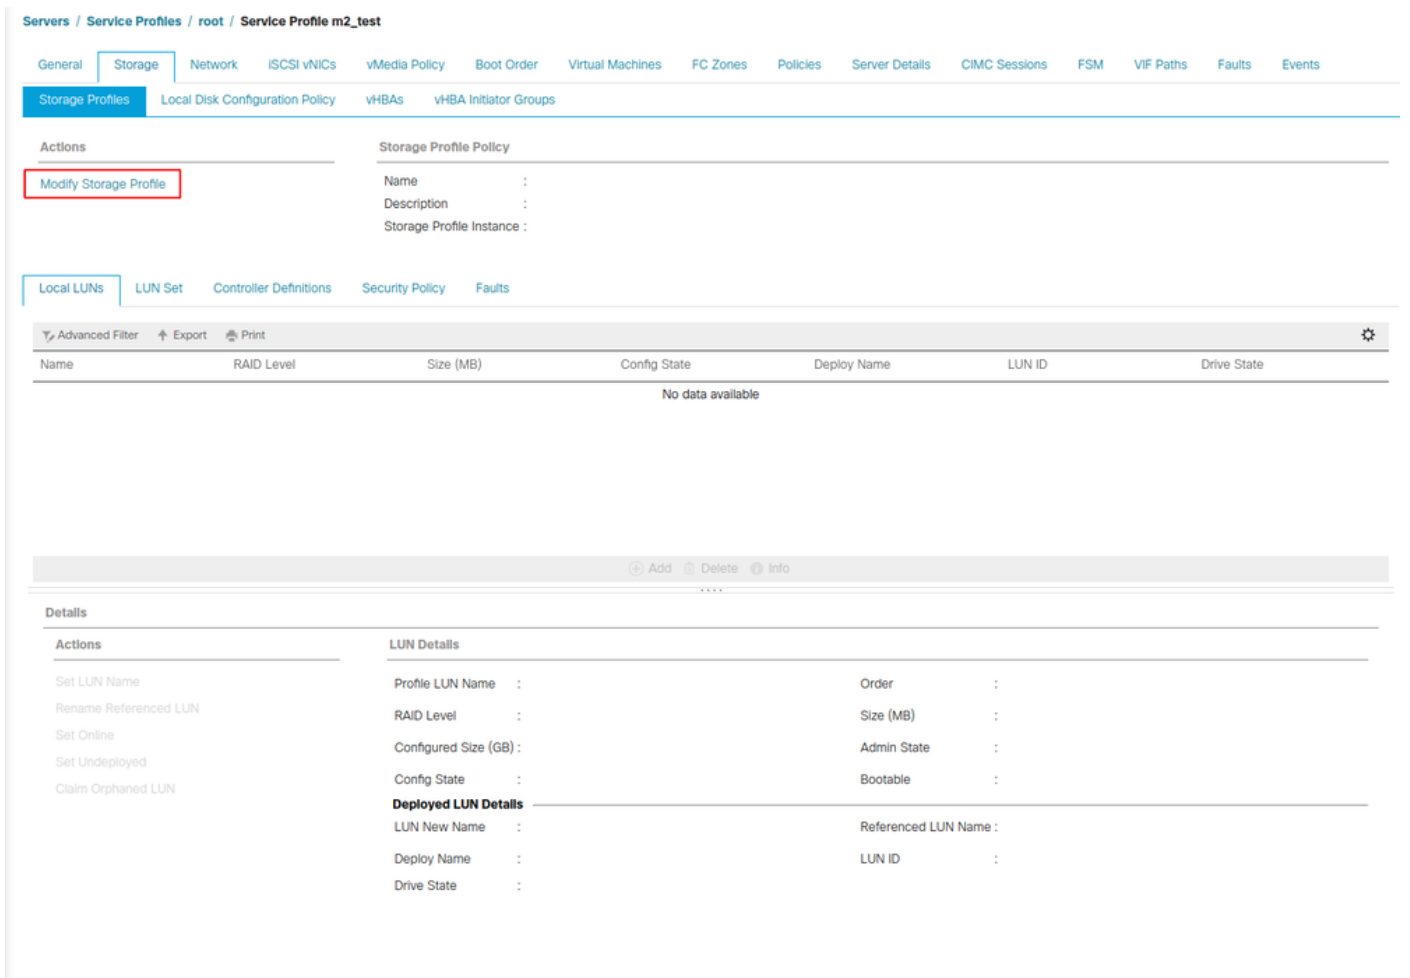 Servers / Service Profiles / root / Service Profile m2_test
General Storage Network iSCSI vNICs vMedia Policy Boot Order Virtual Machines FC Zones Policies Server Details CIMC Sessions FSM VIF Paths Faults Events
Storage Profiles Local Disk Configuration Policy vHBAs vHBA Initiator Groups
Actions Storage Profile Policy
Modify Storage Profile Name :
Description :
Storage Profile Instance :
Local LUNs LUN Set Controller Definitions Security Policy Faults
Advanced Filter Export Print
Name RAID Level Size (MB) Config State Deploy Name LUN ID Drive State
No data available
Add Delete Info
Details
Actions LUN Details
Set LUN Name Profile LUN Name : Order :
Rename Referenced LUN RAID Level : Size (MB) :
Set Online Configured Size (GB) : Admin State :
Set Undeployed Config State : Bootable :
Claim Orphaned LUN
Deployed LUN Details
LUN New Name : Referenced LUN Name :
Deploy Name : LUN ID :
Drive State :